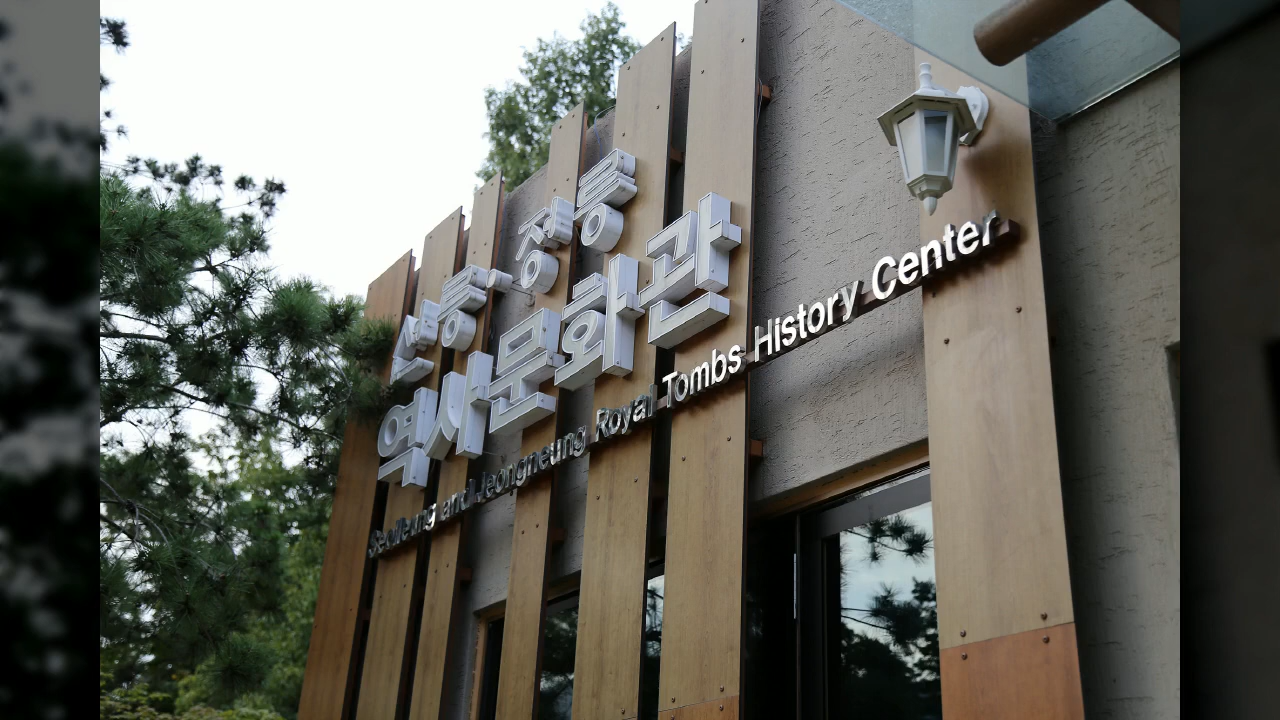 선릉·정릉
역사문화관
Seolleung and Jeongneung Royal Tombs History Center